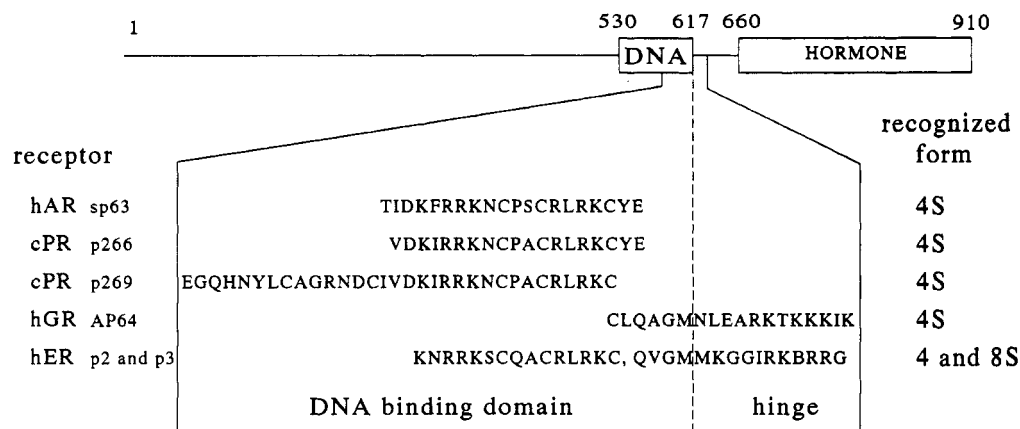 1 530 617 660 910
DNA HORMONE
receptor recognized form
hAR sp63 TIDKFRRKNCPSCRLRKCYE 4S
cPR p266 VDKIRRKNCPACRLRKCYE 4S
cPR p269 EGQHNYLCAGRNDCIVDKIRRKNCPACRLRKC 4S
hGR AP64 CLQAGMNLEARKTKKKIK 4S
hER p2 and p3 KNRRKSCQACRLRKC, QVGMMKGGIRKBRRG 4 and 8S
DNA binding domain hinge